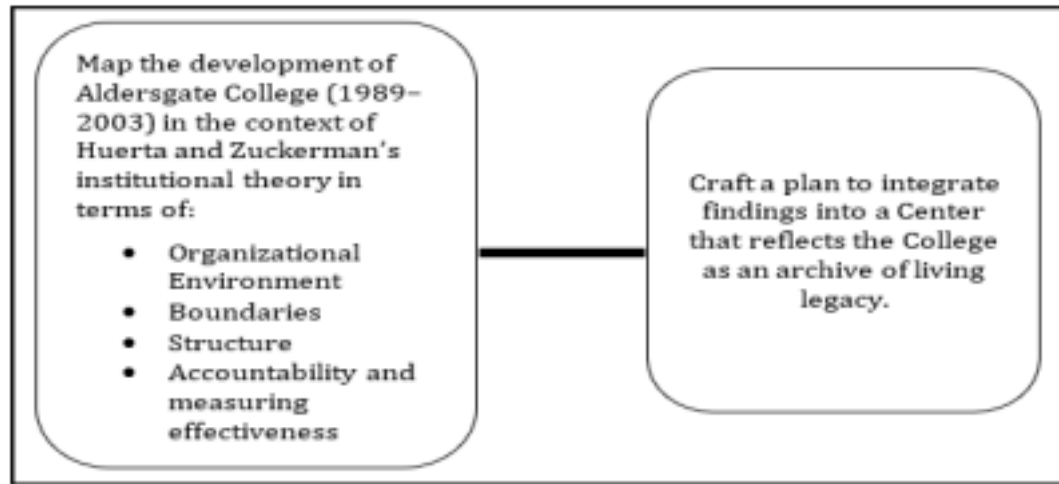 Map the development of
Aldersgate College (1989–
2003) in the context of
Huerta and Zuckerman's
institutional theory in
terms of:
• Organizational
Environment
• Boundaries
• Structure
• Accountability and
measuring
effectiveness
Craft a plan to integrate
findings into a Center
that reflects the College
as an archive of living
legacy.